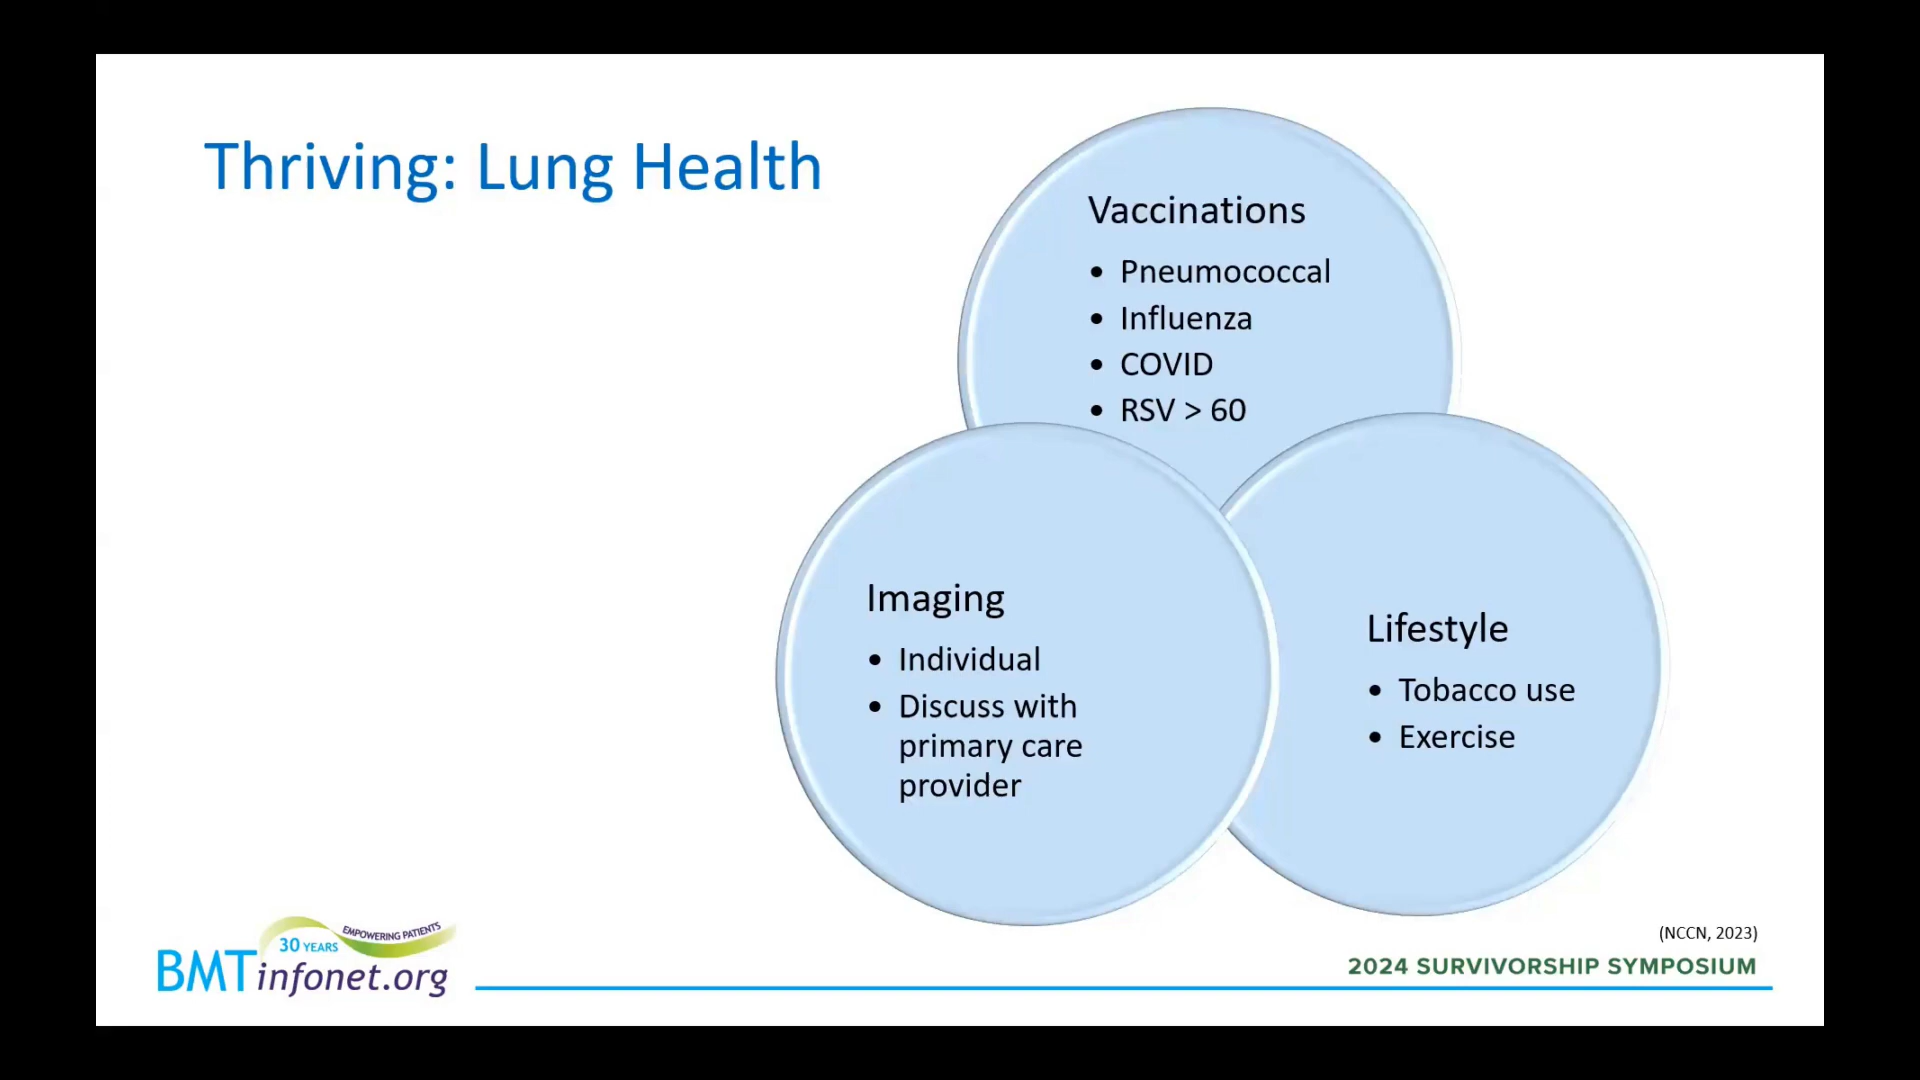 Thriving: Lung Health
Vaccinations
• Pneumococcal
• Influenza
• COVID
• RSV > 60
Imaging
• Individual
• Discuss with
primary care
provider
Lifestyle
• Tobacco use
• Exercise
30 YEARS
EMPOWERING PATIENTS
BMTinfonet.org
(NCCN, 2023)
2024 SURVIVORSHIP SYMPOSIUM